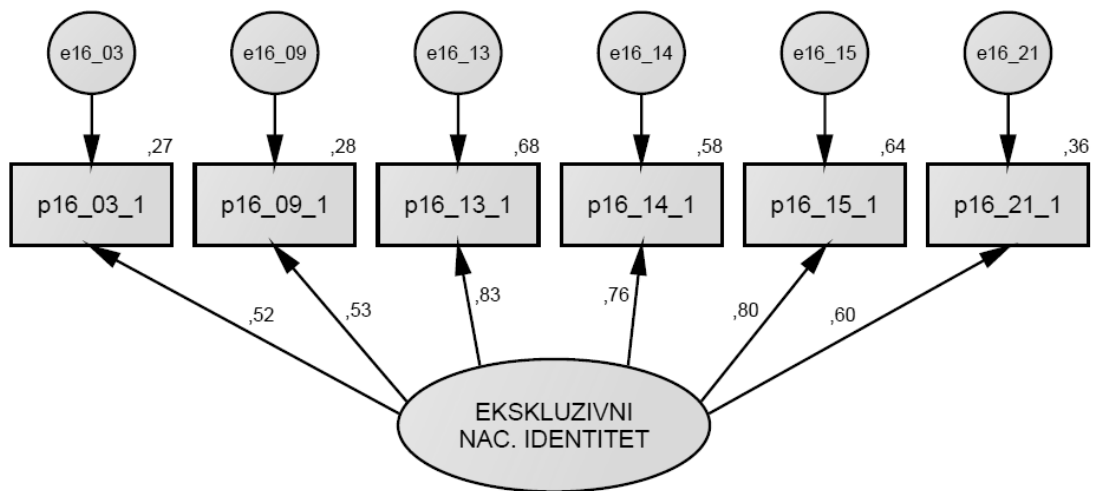 e16_03
e16_09
e16_13
e16_14
e16_15
e16_21
,27
,28
,68
,58
,64
,36
p16_03_1
p16_09_1
p16_13_1
p16_14_1
p16_15_1
p16_21_1
,52
,53
,83
,76
,80
,60
EKSKLUZIVNI
NAC. IDENTITET